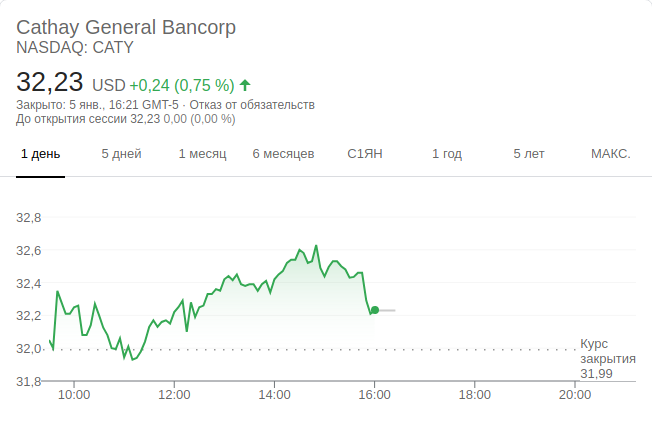 Cathay General Bancorp
NASDAQ: CATY
32,23 USD +0,24 (0,75 %)
Закрыто: 5 янв., 16:21 GMT-5 · Отказ от обязательств
До открытия сессии 32,23 0,00 (0,00 %)
1 день 5 дней 1 месяц 6 месяцев С1ЯН 1 год 5 лет МАКС.
32,8
32,6
32,4
32,2
32,0
31,8
Курс
закрытия
31,99
10:00 12:00 14:00 16:00 18:00 20:00